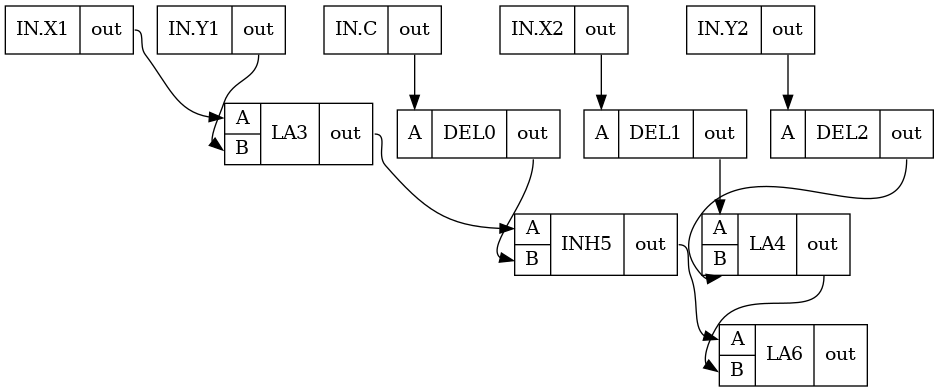 IN.X1 out
IN.Y1 out
IN.C out
IN.X2 out
IN.Y2 out
A
B
LA3 out
A DEL0 out
A DEL1 out
A DEL2 out
A
B
INH5 out
A
B
LA4 out
A
B
LA6 out